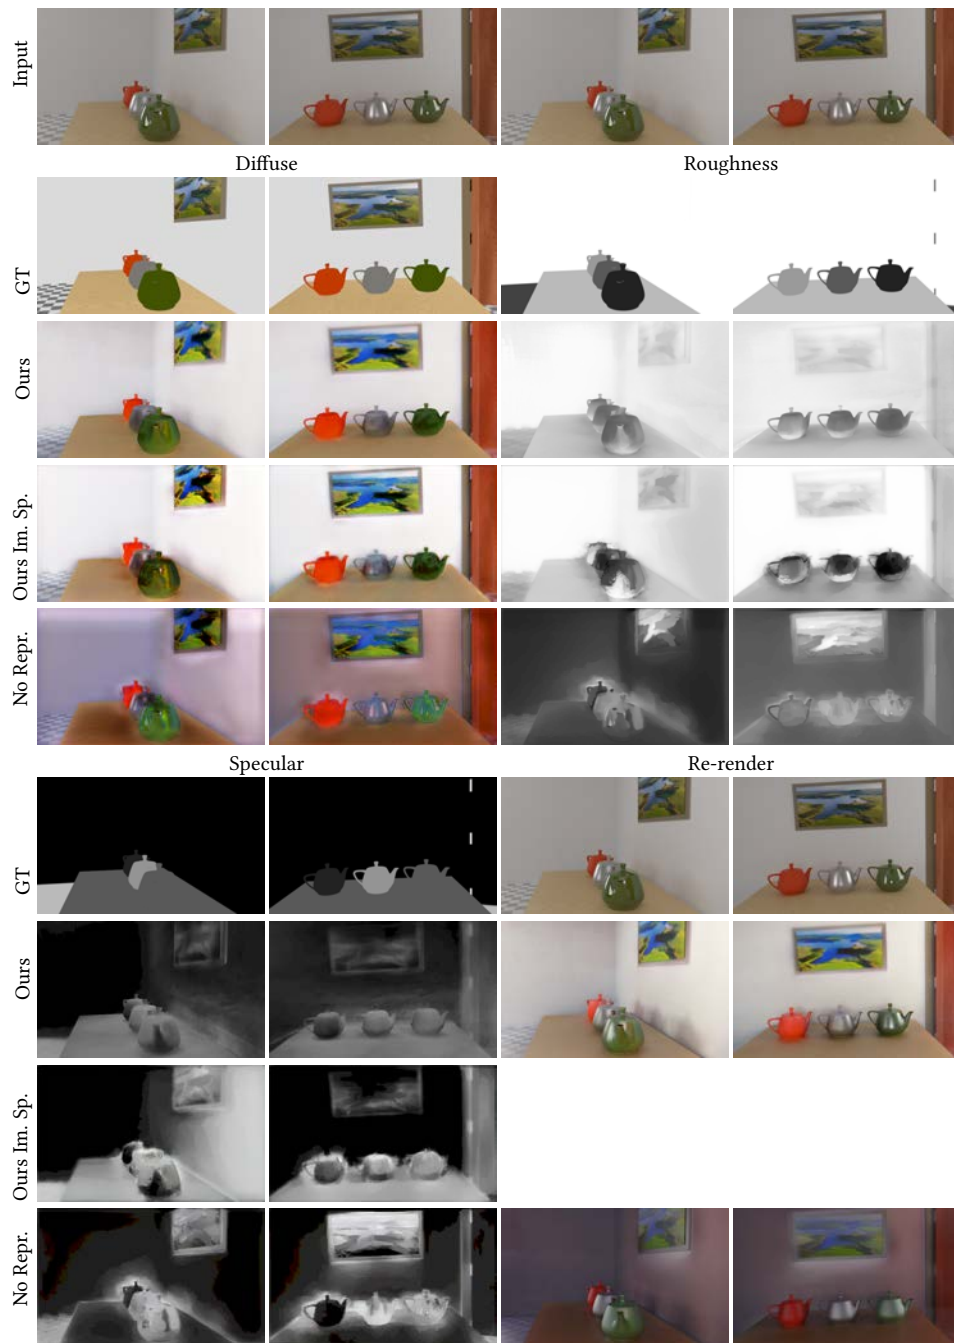 Input
Diffuse
Roughness
GT
Ours
Ours Im. Sp.
No Repr.
Specular
Re-render
GT
Ours
Ours Im. Sp.
No Repr.